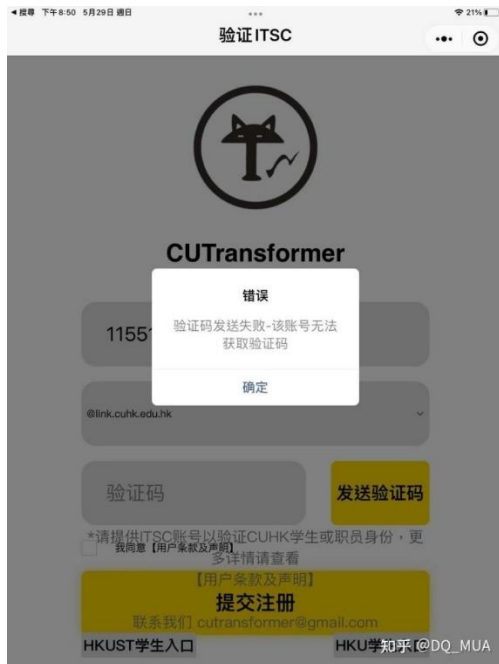 ◀搜尋 下午8:50 5月29日 週日
21%
验证ITSC
CUTransformer
错误
验证码发送失败-该账号无法
获取验证码
确定
1155
@link.cuhk.edu.hk
验证码
发送验证码
*请提供ITSC账号以验证CUHK学生或职员身份，更
多详情请查看
我同意【用户条款及声明】
【用户条款及声明】
提交注册
联系我们 cutransformer@gmail.com
HKUST学生入口
HKU学
知乎 @DQ_MUA